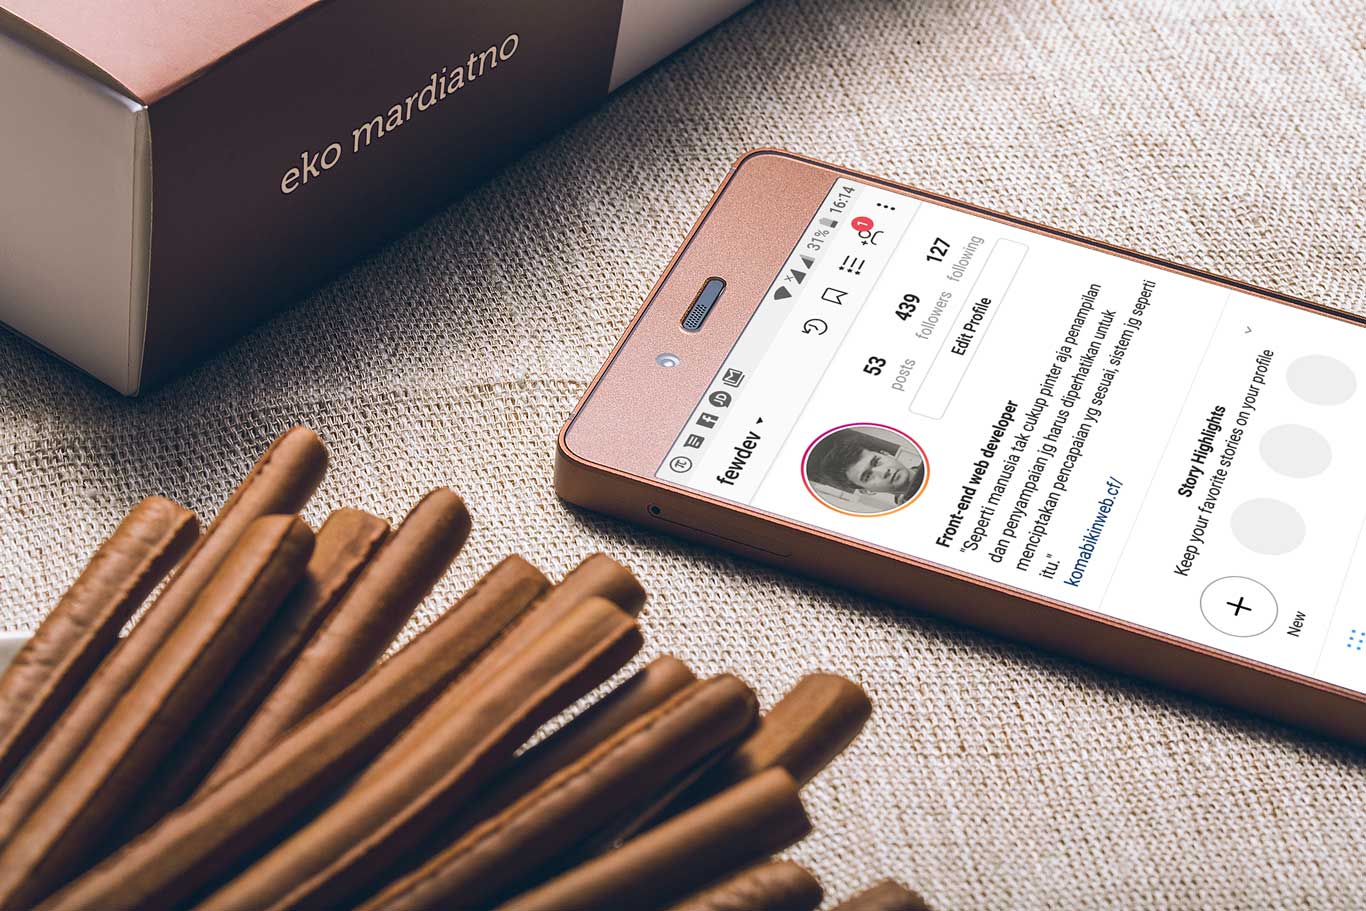 eko mardiatno
31% 16:14
fewdev
1
53
439
127
posts
followers
following
Edit Profile
Front-end web developer
"Seperti manusia tak cukup pinter aja penampilan
dan penyampaian jg harus diperhatikan untuk
menciptakan pencapaian yg sesuai, sistem jg seperti
itu."
komabikinweb.cf/
Story Highlights
Keep your favorite stories on your profile
New